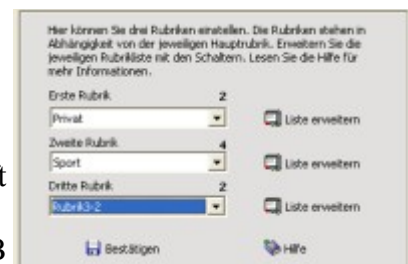 Hier können Sie drei Rubriken einstellen. Die Rubriken stehen in
Abhängigkeit von der jeweiligen Hauptrubrik. Erweitern Sie die
jeweiligen Rubrikliste mit den Schaltern. Lesen Sie die Hilfe für
mehr Informationen.
Erste Rubrik 2
Privat Liste erweitern
Zweite Rubrik 4
Sport Liste erweitern
t
Dritte Rubrik 2
Rubrik3-2 Liste erweitern
3
Bestätigen Hilfe